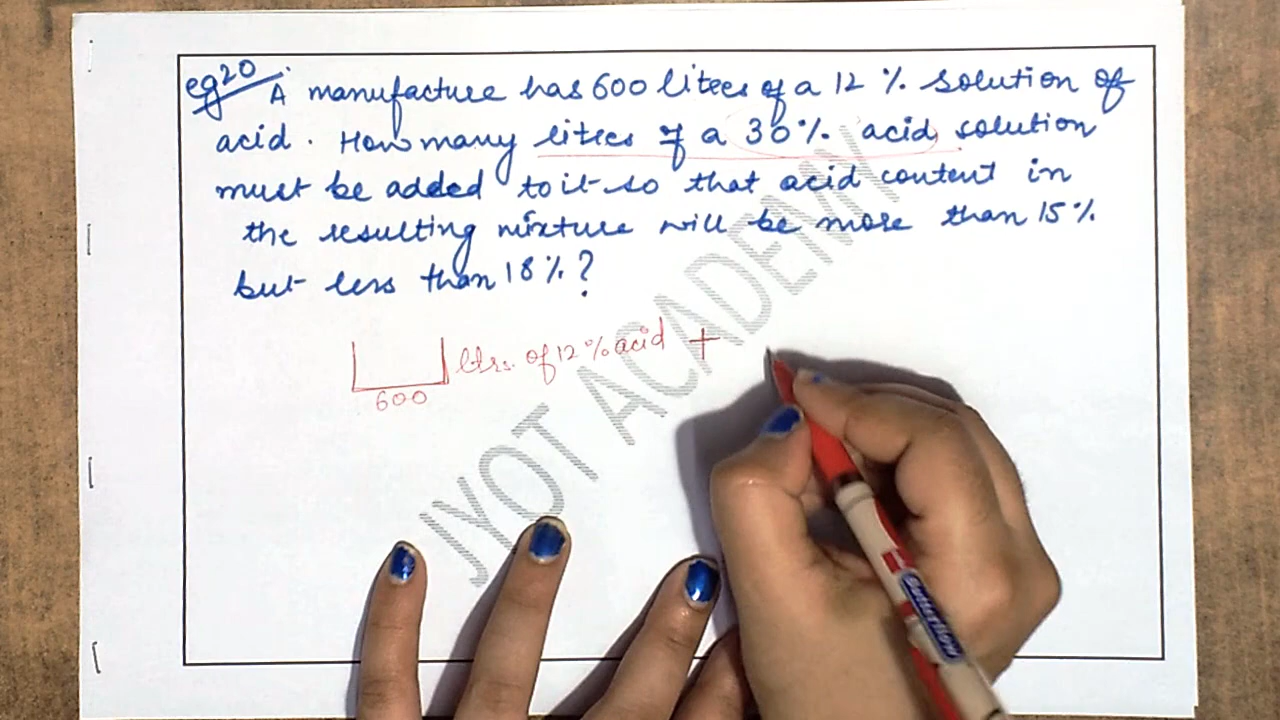 eg 20 A manufacture has 600 litres of a 12 % solution of
acid. How many litres of a 30% acid solution
must be added to it so that acid content in
the resulting mixture will be more than 15%
but less than 18%?
ltrs. of 12% acid +
600
JYOT ACADEMY